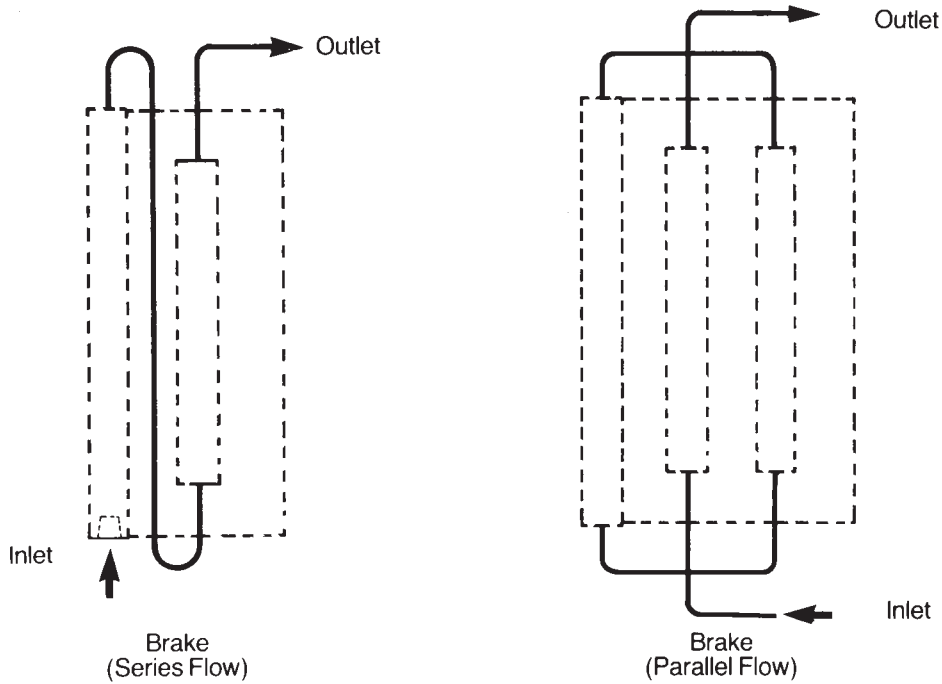 Outlet
Outlet
Inlet
Inlet
Brake
(Series Flow)
Brake
(Parallel Flow)